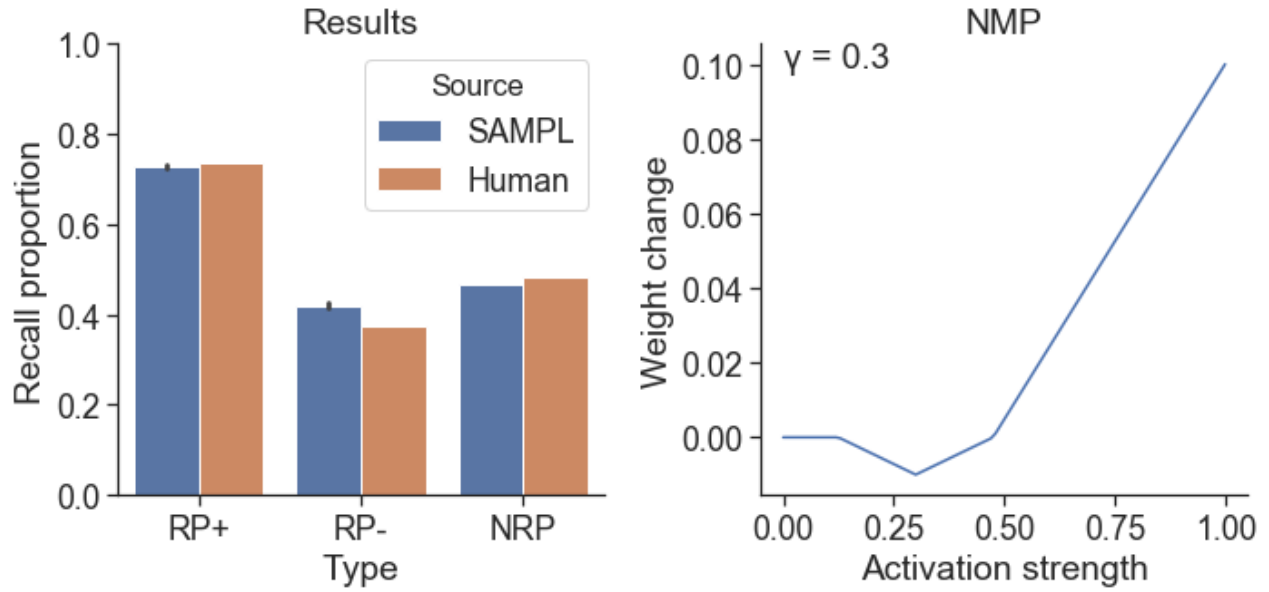 Results
1.0
0.8
0.6
0.4
0.2
0.0
Recall proportion
Source
SAMPL
Human
RP+ RP- NRP
Type
NMP
γ = 0.3
0.10
0.08
0.06
0.04
0.02
0.00
Weight change
0.00 0.25 0.50 0.75 1.00
Activation strength